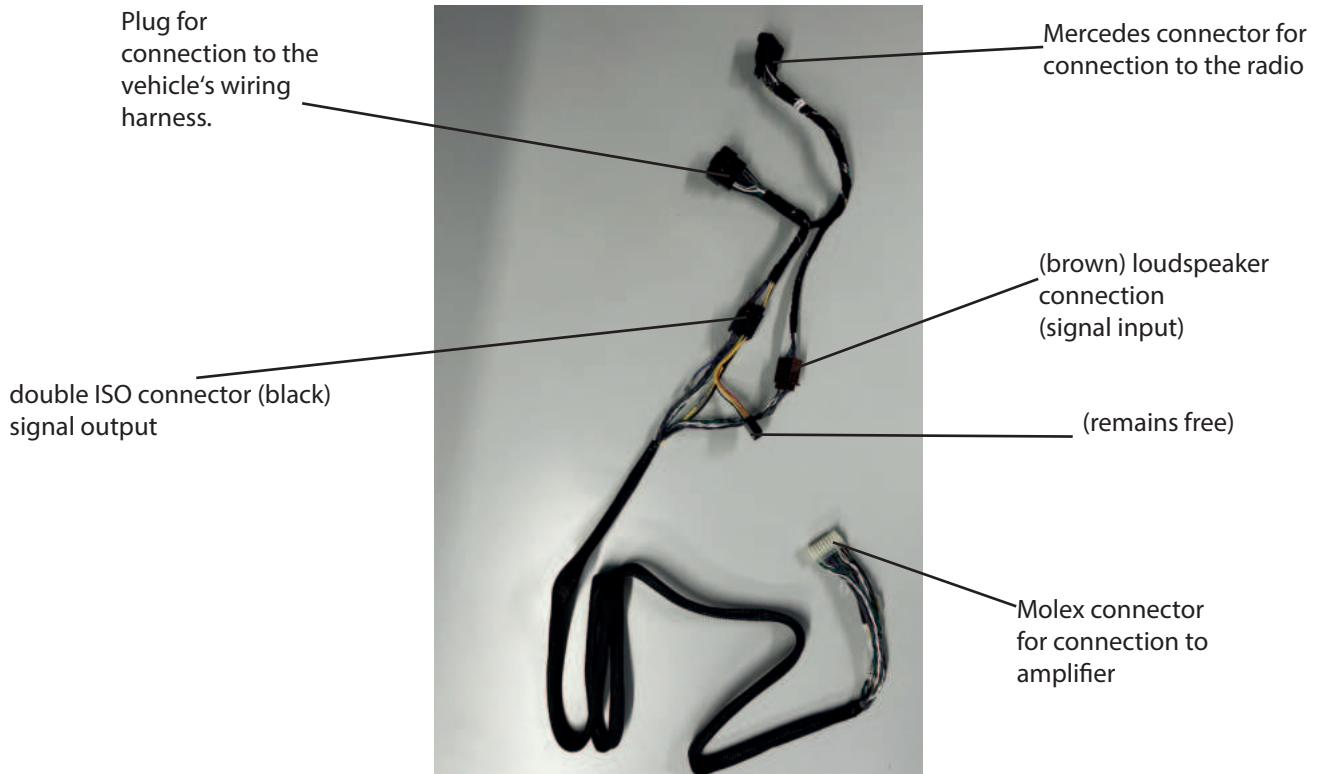 Plug for
connection to the
vehicle‘s wiring
harness.
Mercedes connector for
connection to the radio
(brown) loudspeaker
connection
(signal input)
double ISO connector (black)
signal output
(remains free)
Molex connector
for connection to
amplifier